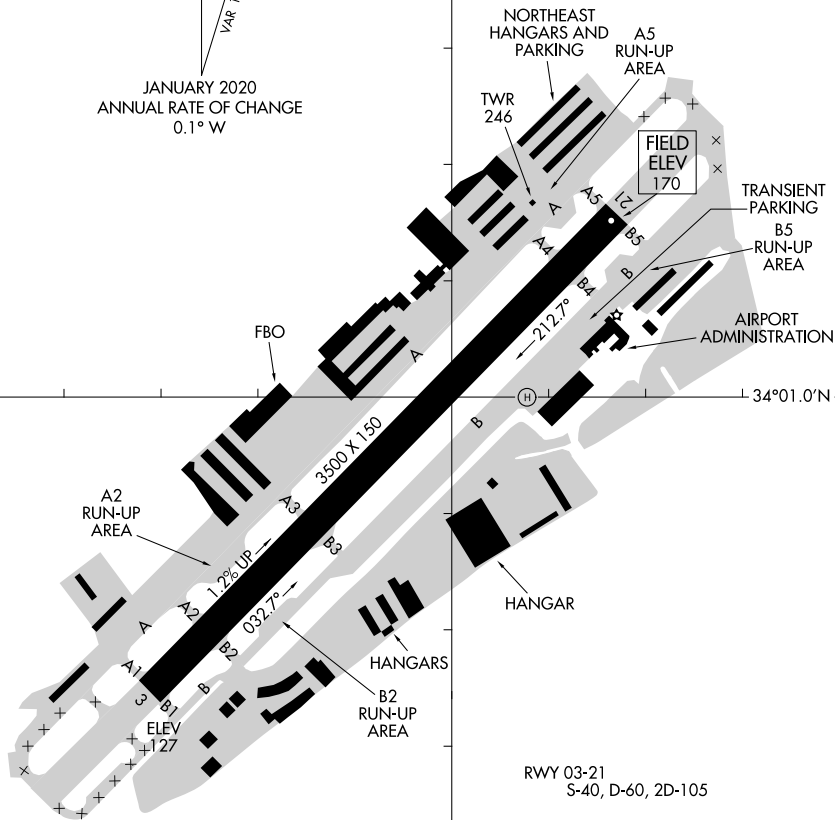 VAR
JANUARY 2020
ANNUAL RATE OF CHANGE
0.1° W
NORTHEAST
HANGARS AND
PARKING
A5
RUN-UP
AREA
TWR
246
FIELD
ELEV
170
A
A5
21
TRANSIENT
PARKING
B5
A4
B5
RUN-UP
AREA
B
B4
AIRPORT
ADMINISTRATION
212.7°
FBO
A
H
34°01.0'N
B
3500 X 150
A2
RUN-UP
AREA
A3
B3
1.2% UP
HANGAR
032.7°
A2
A
B2
HANGARS
A1
B
B2
RUN-UP
AREA
3
B1
ELEV
127
RWY 03-21
S-40, D-60, 2D-105